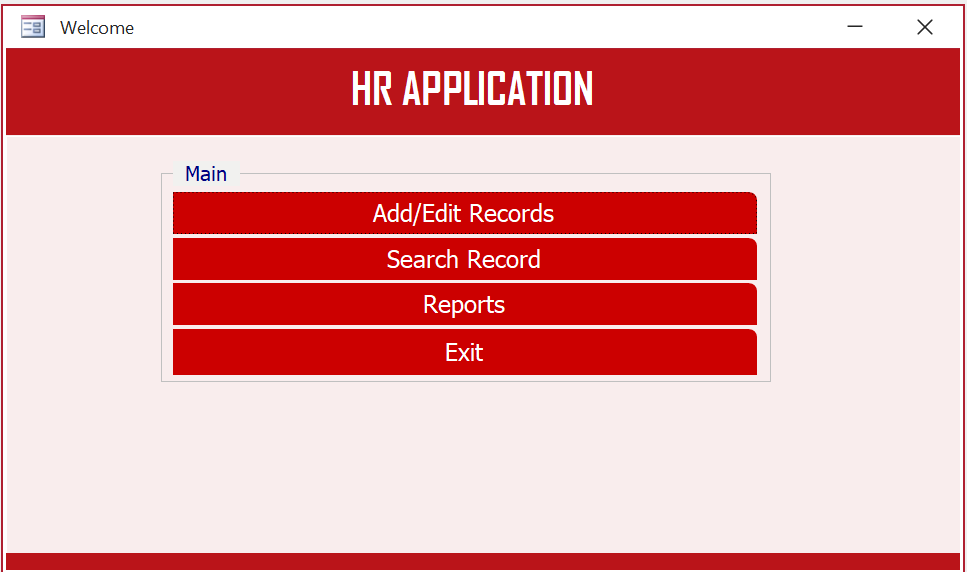 Welcome
HR APPLICATION
Main
Add/Edit Records
Search Record
Reports
Exit